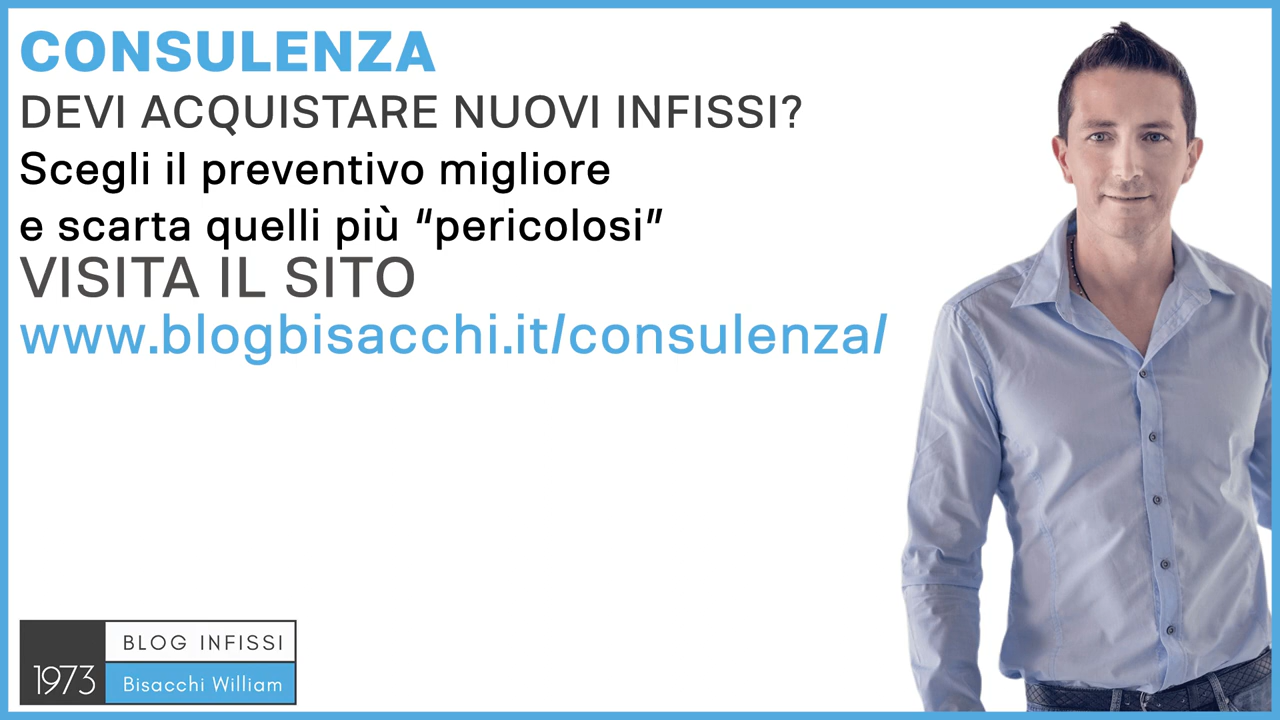 CONSULENZA
DEVI ACQUISTARE NUOVI INFISSI?
Scegli il preventivo migliore
e scarta quelli più “pericolosi”
VISITA IL SITO
www.blogbisacchi.it/consulenza/
BLOG INFISSI
1973
Bisacchi William